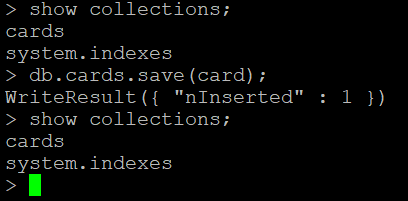 > show collections;
cards
system.indexes
> db.cards.save(card);
WriteResult({ "nInserted" : 1 })
> show collections;
cards
system.indexes
>